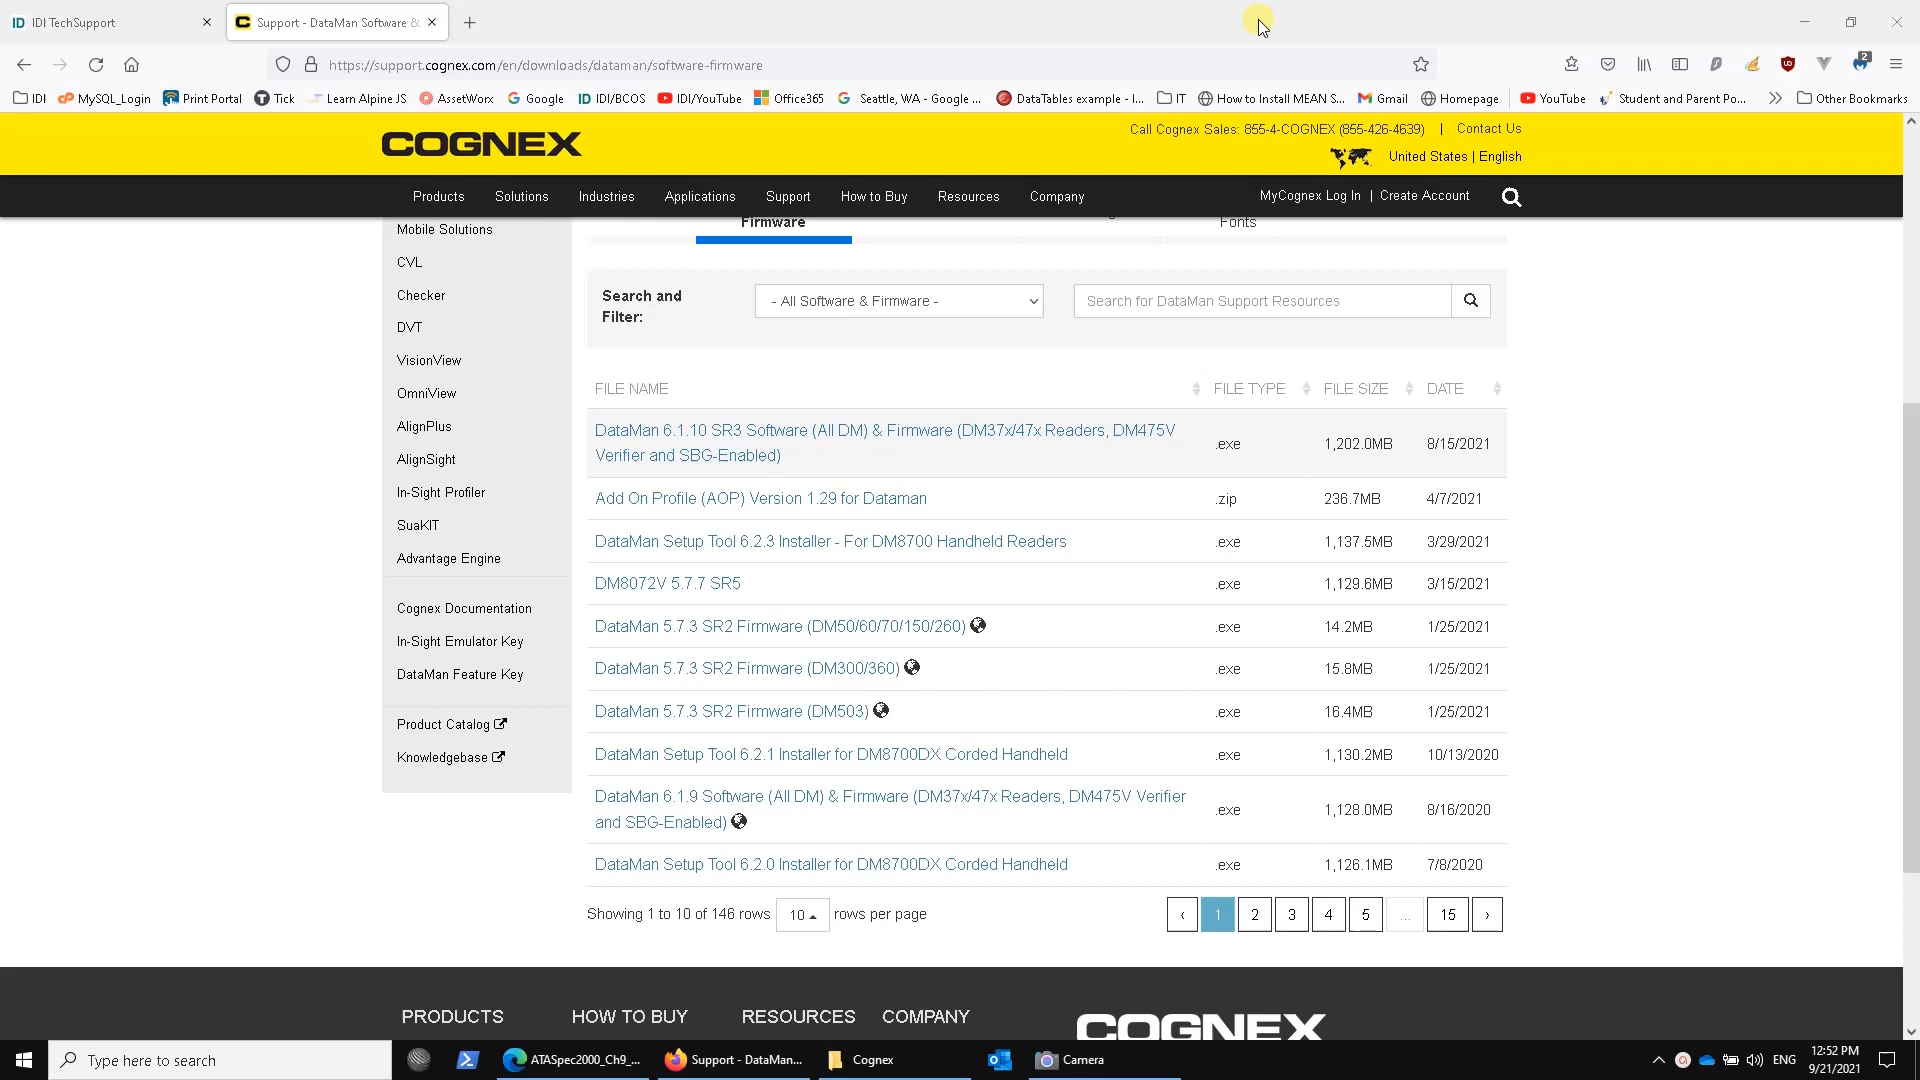 IDI TechSupport
Support - DataMan Software &
https://support.cognex.com/en/downloads/dataman/software-firmware
2
IDI
MySQL_Login
Print Portal
Tick
Learn Alpine JS
AssetWorx
Google
IDI/BCOS
IDI/YouTube
Office365
Seattle, WA - Google ...
DataTables example - I...
IT
How to Install MEAN S...
Gmail
Homepage
YouTube
Student and Parent Po...
Other Bookmarks
COGNEX
Call Cognex Sales: 855-4-COGNEX (855-426-4639) | Contact Us
United States | English
Products Solutions Industries Applications Support How to Buy Resources Company
MyCognex Log In | Create Account
Firmware
Fonts
Mobile Solutions
CVL
Checker
DVT
VisionView
OmniView
AlignPlus
AlignSight
In-Sight Profiler
SuaKIT
Advantage Engine
Cognex Documentation
In-Sight Emulator Key
DataMan Feature Key
Product Catalog
Knowledgebase
Search and
Filter:
- All Software & Firmware -
Search for DataMan Support Resources
FILE NAME FILE TYPE FILE SIZE DATE
DataMan 6.1.10 SR3 Software (All DM) & Firmware (DM37x/47x Readers, DM475V
Verifier and SBG-Enabled) .exe 1,202.0MB 8/15/2021
Add On Profile (AOP) Version 1.29 for Dataman .zip 236.7MB 4/7/2021
DataMan Setup Tool 6.2.3 Installer - For DM8700 Handheld Readers .exe 1,137.5MB 3/29/2021
DM8072V 5.7.7 SR5 .exe 1,129.6MB 3/15/2021
DataMan 5.7.3 SR2 Firmware (DM50/60/70/150/260) .exe 14.2MB 1/25/2021
DataMan 5.7.3 SR2 Firmware (DM300/360) .exe 15.8MB 1/25/2021
DataMan 5.7.3 SR2 Firmware (DM503) .exe 16.4MB 1/25/2021
DataMan Setup Tool 6.2.1 Installer for DM8700DX Corded Handheld .exe 1,130.2MB 10/13/2020
DataMan 6.1.9 Software (All DM) & Firmware (DM37x/47x Readers, DM475V Verifier
and SBG-Enabled) .exe 1,128.0MB 8/16/2020
DataMan Setup Tool 6.2.0 Installer for DM8700DX Corded Handheld .exe 1,126.1MB 7/8/2020
Showing 1 to 10 of 146 rows 10 rows per page
‹ 1 2 3 4 5 ... 15 ›
PRODUCTS HOW TO BUY RESOURCES COMPANY
COGNEX
Type here to search
ATASpec2000_Ch9_...
Support - DataMan...
Cognex
Camera
ENG
12:52 PM
9/21/2021